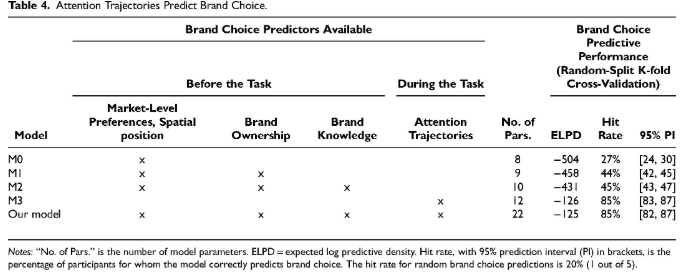 Table 4. Attention Trajectories Predict Brand Choice.
Brand Choice Predictors Available
Brand Choice
Predictive
Performance
(Random-Split K-fold
Cross-Validation)
Before the Task During the Task
Model Market-Level Preferences, Spatial position Brand Ownership Brand Knowledge Attention Trajectories No. of Pars. ELPD Hit Rate 95% PI
M0 x 8 −504 27% [24, 30]
M1 x x 9 −458 44% [42, 45]
M2 x x x 10 −431 45% [43, 47]
M3 x 12 −126 85% [83, 87]
Our model x x x x 22 −125 85% [82, 87]
Notes: “No. of Pars.” is the number of model parameters. ELPD = expected log predictive density. Hit rate, with 95% prediction interval (PI) in brackets, is the
percentage of participants for whom the model correctly predicts brand choice. The hit rate for random brand choice predictions is 20% (1 out of 5).